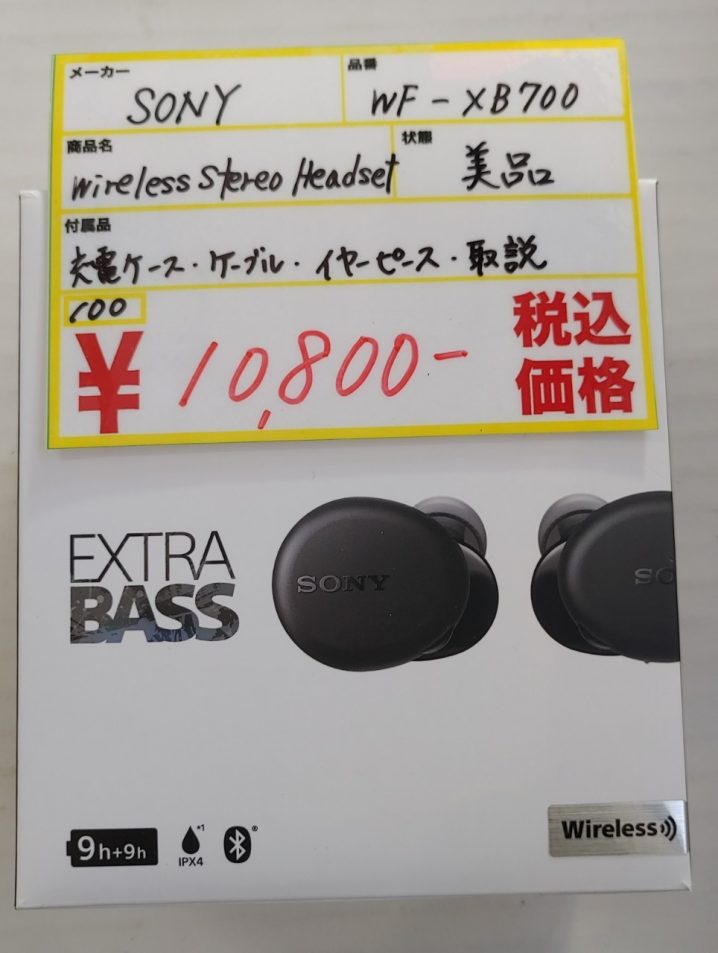 メーカー
SONY
品番
WF-XB700
商品名
Wireless Stereo Headset
状態
美品
付属品
充電ケース・ケーブル・イヤーピース・取説
100
¥10,800-
税込
価格
EXTRA
BASS
SONY
SO
9h+9h
*1
IPX4
®
Wireless